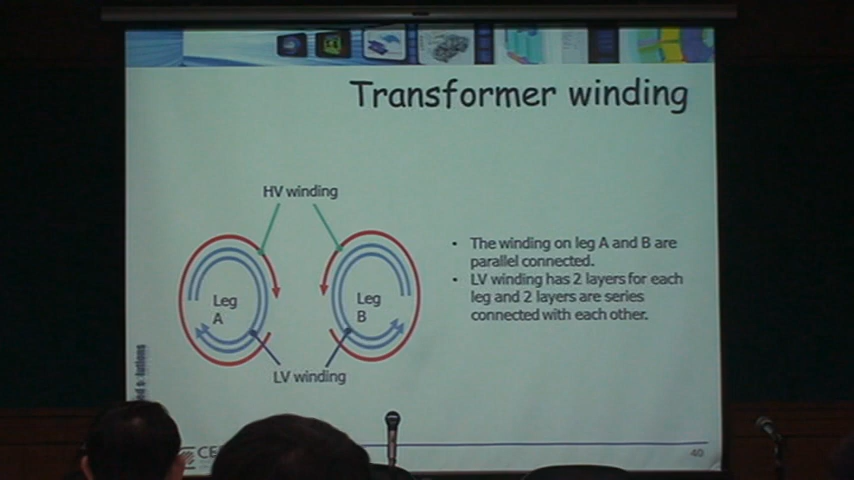 Transformer winding
HV winding
• The winding on leg A and B are
parallel connected.
• LV winding has 2 layers for each
leg and 2 layers are series
connected with each other.
Leg
A
Leg
B
LV winding
40